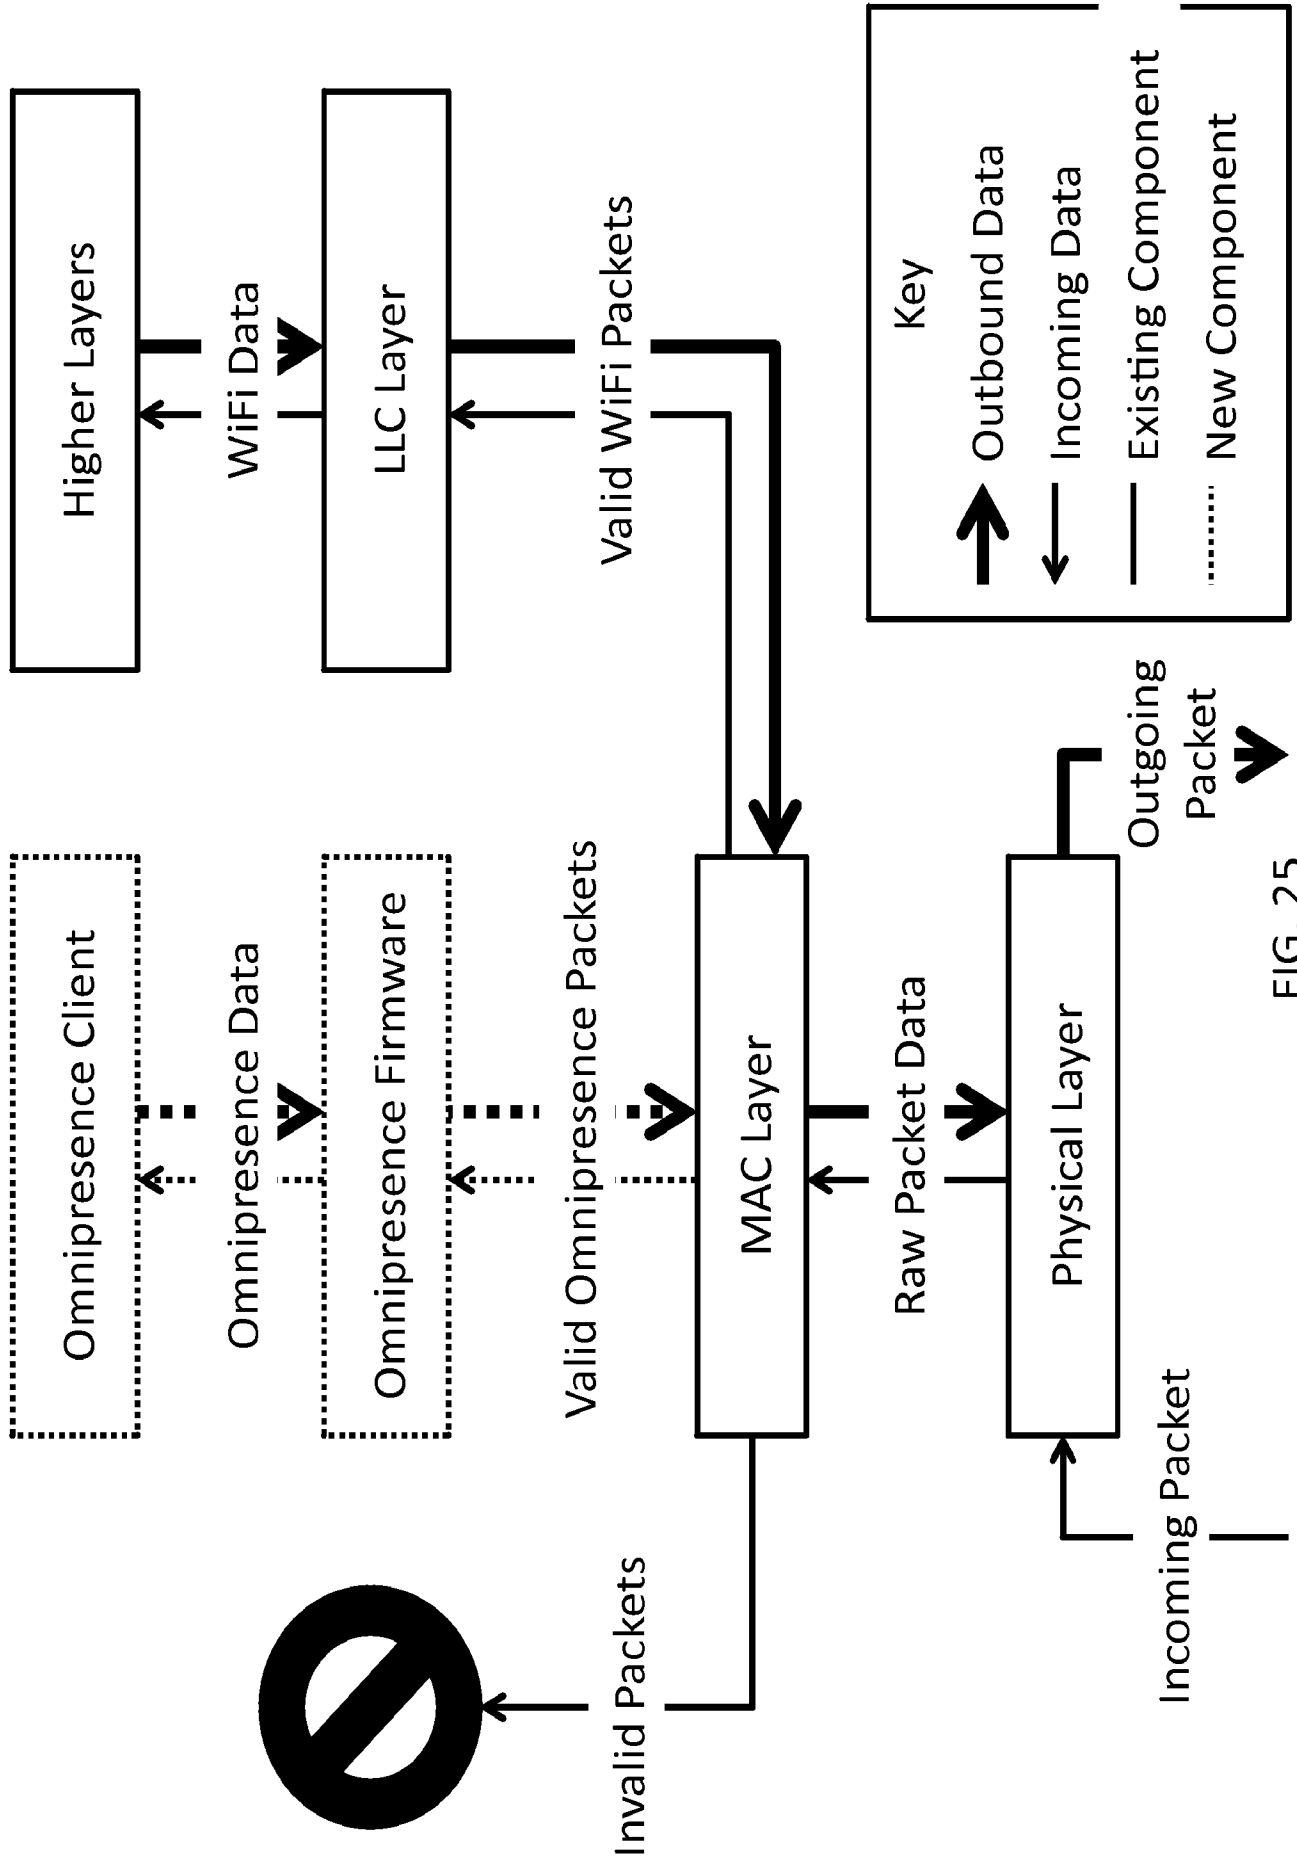 Omnipresence Client
Higher Layers
Omnipresence Data
WiFi Data
Omnipresence Firmware
LLC Layer
Valid Omnipresence Packets
Valid WiFi Packets
Invalid Packets
MAC Layer
Raw Packet Data
Physical Layer
Incoming Packet
Outgoing
Packet
Key
Outbound Data
Incoming Data
Existing Component
New Component
FIG. 25